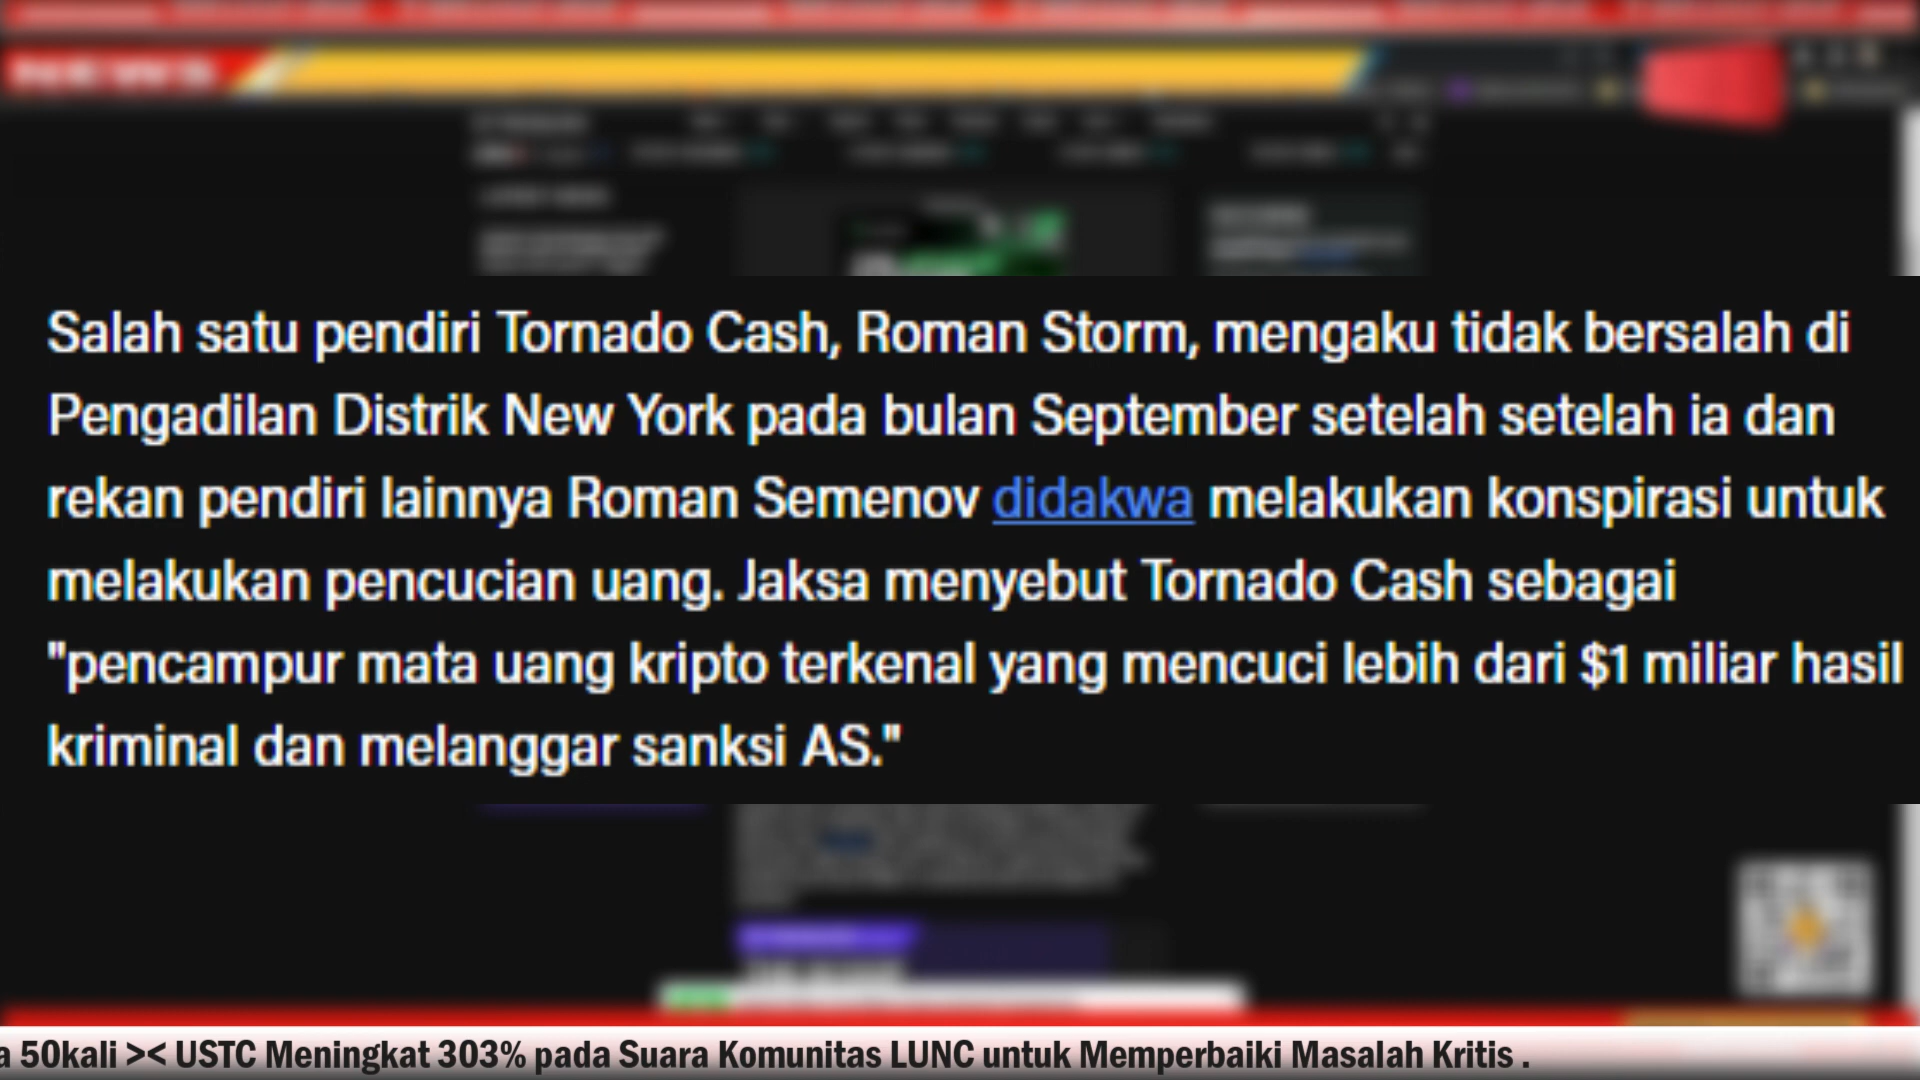 NEWS
Salah satu pendiri Tornado Cash, Roman Storm, mengaku tidak bersalah di
Pengadilan Distrik New York pada bulan September setelah setelah ia dan
rekan pendiri lainnya Roman Semenov didakwa melakukan konspirasi untuk
melakukan pencucian uang. Jaksa menyebut Tornado Cash sebagai
"pencampur mata uang kripto terkenal yang mencuci lebih dari $1 miliar hasil
kriminal dan melanggar sanksi AS."
a 50kali >< USTC Meningkat 303% pada Suara Komunitas LUNC untuk Memperbaiki Masalah Kritis .